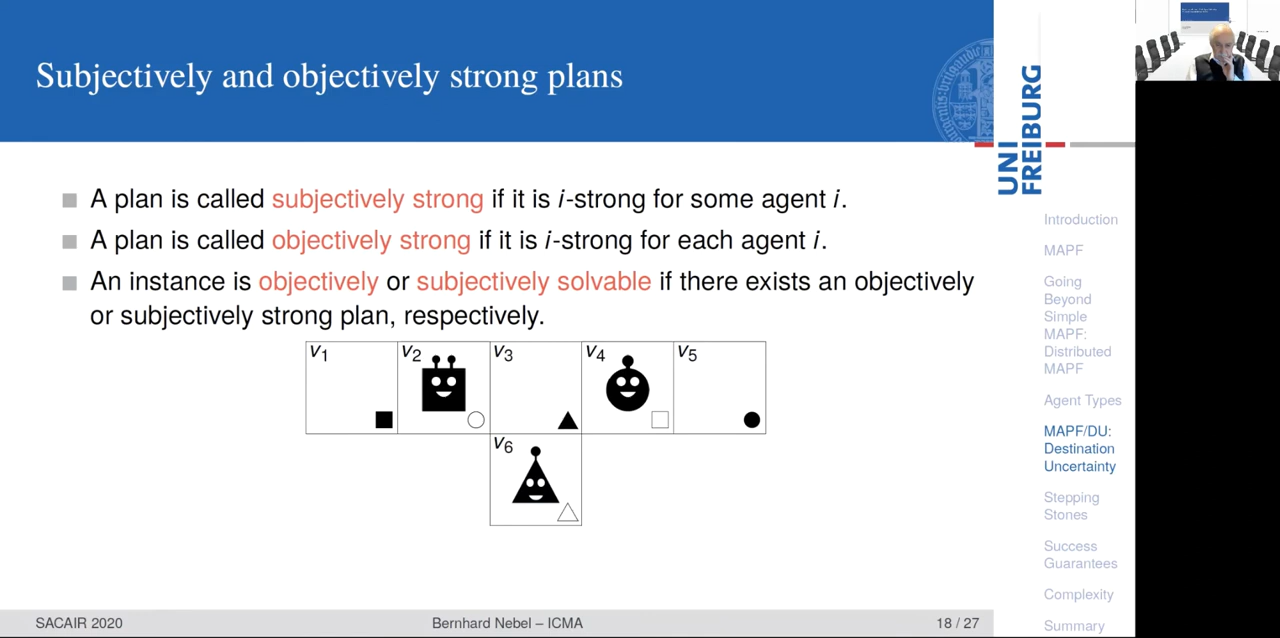 Subjectively and objectively strong plans
UNI
FREIBURG
A plan is called subjectively strong if it is i-strong for some agent i.
A plan is called objectively strong if it is i-strong for each agent i.
An instance is objectively or subjectively solvable if there exists an objectively
or subjectively strong plan, respectively.
v1 v2 v3 v4 v5
v6
Introduction
MAPF
Going
Beyond
Simple
MAPF:
Distributed
MAPF
Agent Types
MAPF/DU:
Destination
Uncertainty
Stepping
Stones
Success
Guarantees
Complexity
Summary
SACAIR 2020 Bernhard Nebel – ICMA 18 / 27